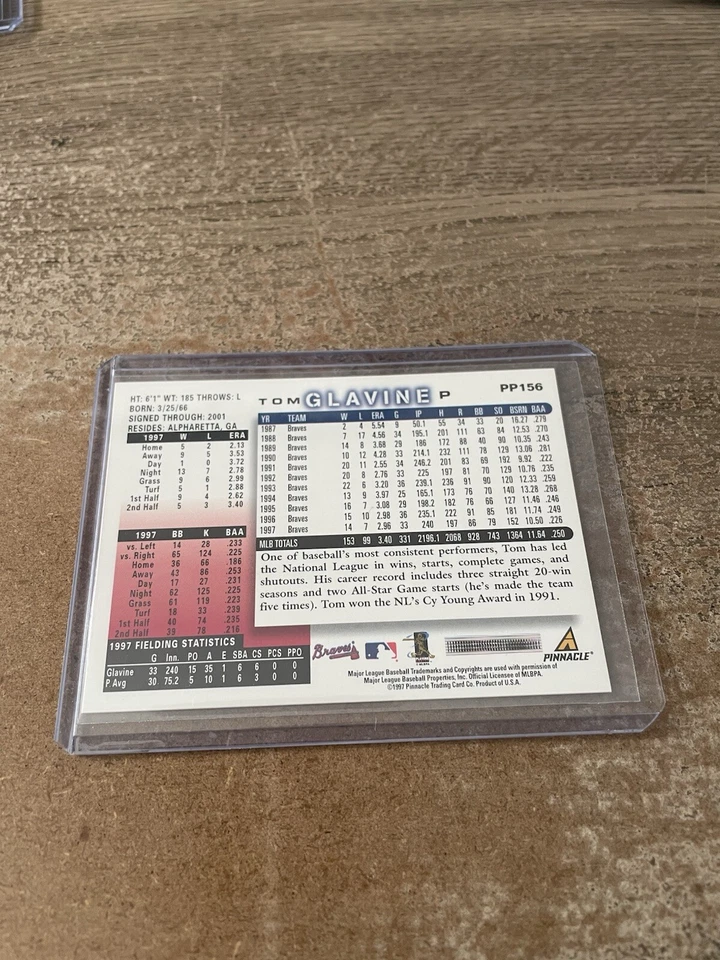 HT: 6'1" WT: 185 THROWS: L
BORN: 3/25/66
SIGNED THROUGH: 2001
RESIDES: ALPHARETTA, GA
1997 W L ERA
Home 5 2 2.13
Away 9 5 3.53
Day 1 0 3.72
Night 13 7 2.78
Grass 9 6 2.99
Turf 5 1 2.88
1st Half 9 4 2.62
2nd Half 5 3 3.40
1997 BB K BAA
vs. Left 14 28 .233
vs. Right 65 124 .225
Home 36 66 .186
Away 43 86 .253
Day 17 27 .231
Night 62 125 .225
Grass 61 119 .223
Turf 18 33 .239
1st Half 40 74 .235
2nd Half 39 78 .216
1997 FIELDING STATISTICS
G Inn. PO A E SBA CS PCS PPO
Glavine 33 240 15 35 1 6 6 0 0
P Avg 30 75.2 5 10 1 6 3 0 0
TOM GLAVINE P
PP156
YR TEAM W L ERA G IP H R BB SO BSRN BAA
1987 Braves 2 4 5.54 9 50.1 55 34 33 20 16.27 .279
1988 Braves 7 17 4.56 34 195.1 201 111 63 84 12.53 .270
1989 Braves 14 8 3.68 29 186 172 88 40 90 10.35 .243
1990 Braves 10 12 4.28 33 214.1 232 111 78 129 13.06 .281
1991 Braves 20 11 2.55 34 246.2 201 83 69 192 9.92 .222
1992 Braves 20 8 2.76 33 225 197 81 70 129 10.76 .235
1993 Braves 22 6 3.20 36 239.1 236 91 90 120 12.33 .259
1994 Braves 13 9 3.97 25 165.1 173 76 70 140 13.28 .268
1995 Braves 16 7 3.08 29 198.2 182 76 66 127 11.46 .246
1996 Braves 15 10 2.98 36 235.1 222 91 85 181 11.74 .249
1997 Braves 14 7 2.96 33 240 197 86 79 152 10.50 .226
MLB TOTALS 153 99 3.40 331 2196.1 2068 928 743 1364 11.64 .250
One of baseball's most consistent performers, Tom has led
the National League in wins, starts, complete games, and
shutouts. His career record includes three straight 20-win
seasons and two All-Star Game starts (he's made the team
five times). Tom won the NL's Cy Young Award in 1991.
Braves
PINNACLE
Major League Baseball Trademarks and Copyrights are used with permission of
Major League Baseball Properties, Inc. Official Licensee of MLBPA.
©1997 Pinnacle Trading Card Co. Product of U.S.A.